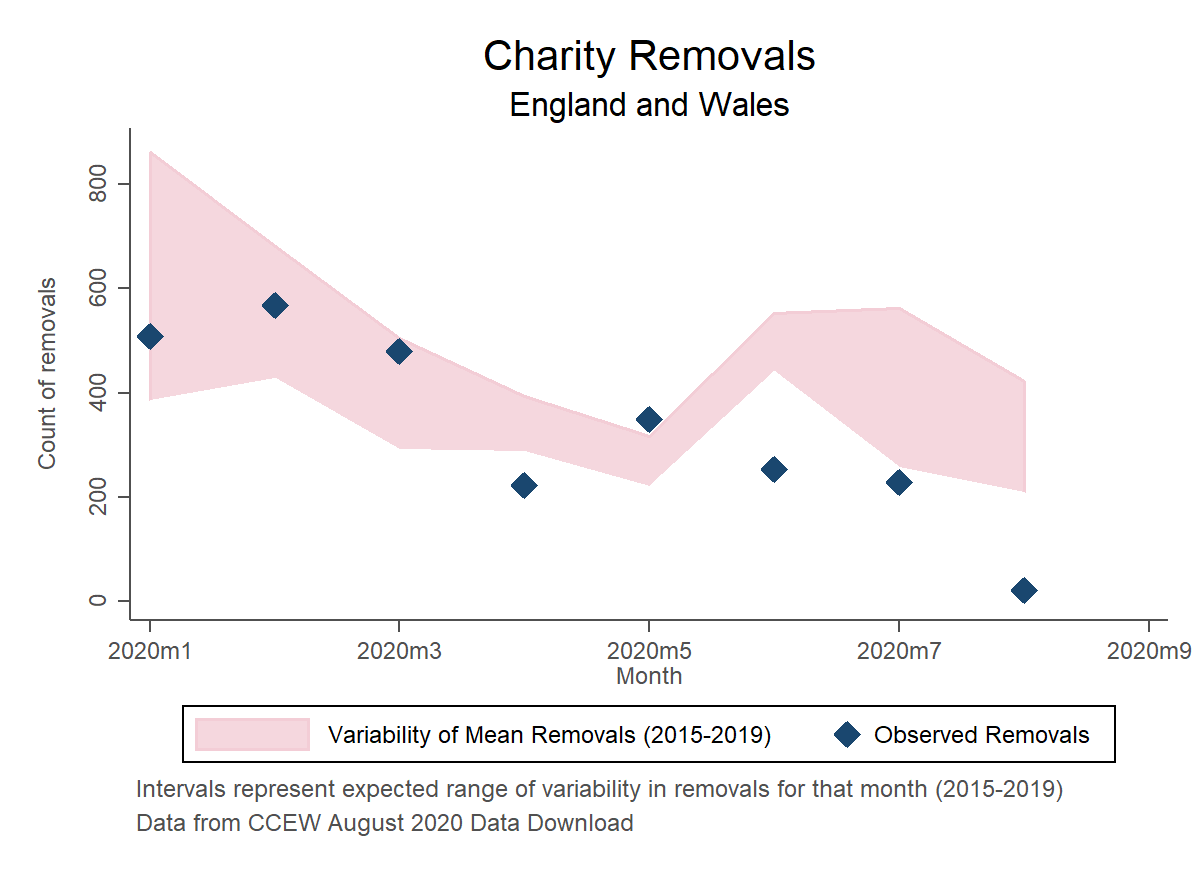 Charity Removals
England and Wales
Count of removals
800
600
400
200
0
2020m1 2020m3 2020m5 2020m7 2020m9
Month
Variability of Mean Removals (2015-2019) Observed Removals
Intervals represent expected range of variability in removals for that month (2015-2019)
Data from CCEW August 2020 Data Download